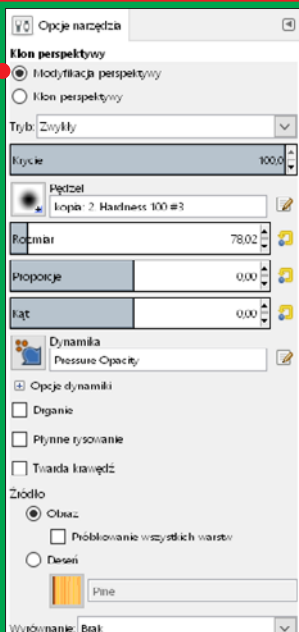 Opcje narzędzia
Klon perspektywy
Modyfikacja perspektywy
Klon perspektywy
Tryb: Zwykły
Krycie 100,0
Pędzel
kopia: 2. Hardness 100 #3
Rozmiar 78,02
Proporcje 0,00
Kąt 0,00
Dynamika
Pressure Opacity
Opcje dynamiki
Drganie
Płynne rysowanie
Twarda krawędź
Źródło
Obraz
Próbkowanie wszystkich warstw
Deseń
Pine
Wyrównanie: Brak